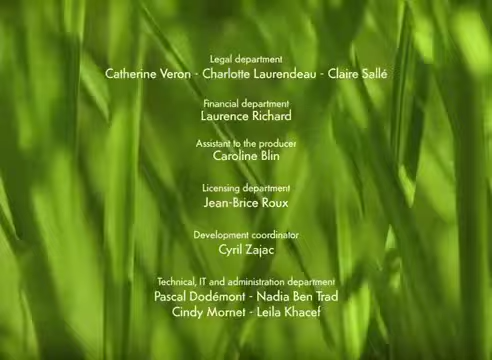 Legal department
Catherine Veron - Charlotte Laurendeau - Claire Sallé
Financial department
Laurence Richard
Assistant to the producer
Caroline Blin
Licensing department
Jean-Brice Roux
Development coordinator
Cyril Zajac
Technical, IT and administration department
Pascal Dodémont - Nadia Ben Trad
Cindy Mornet - Leila Khacef